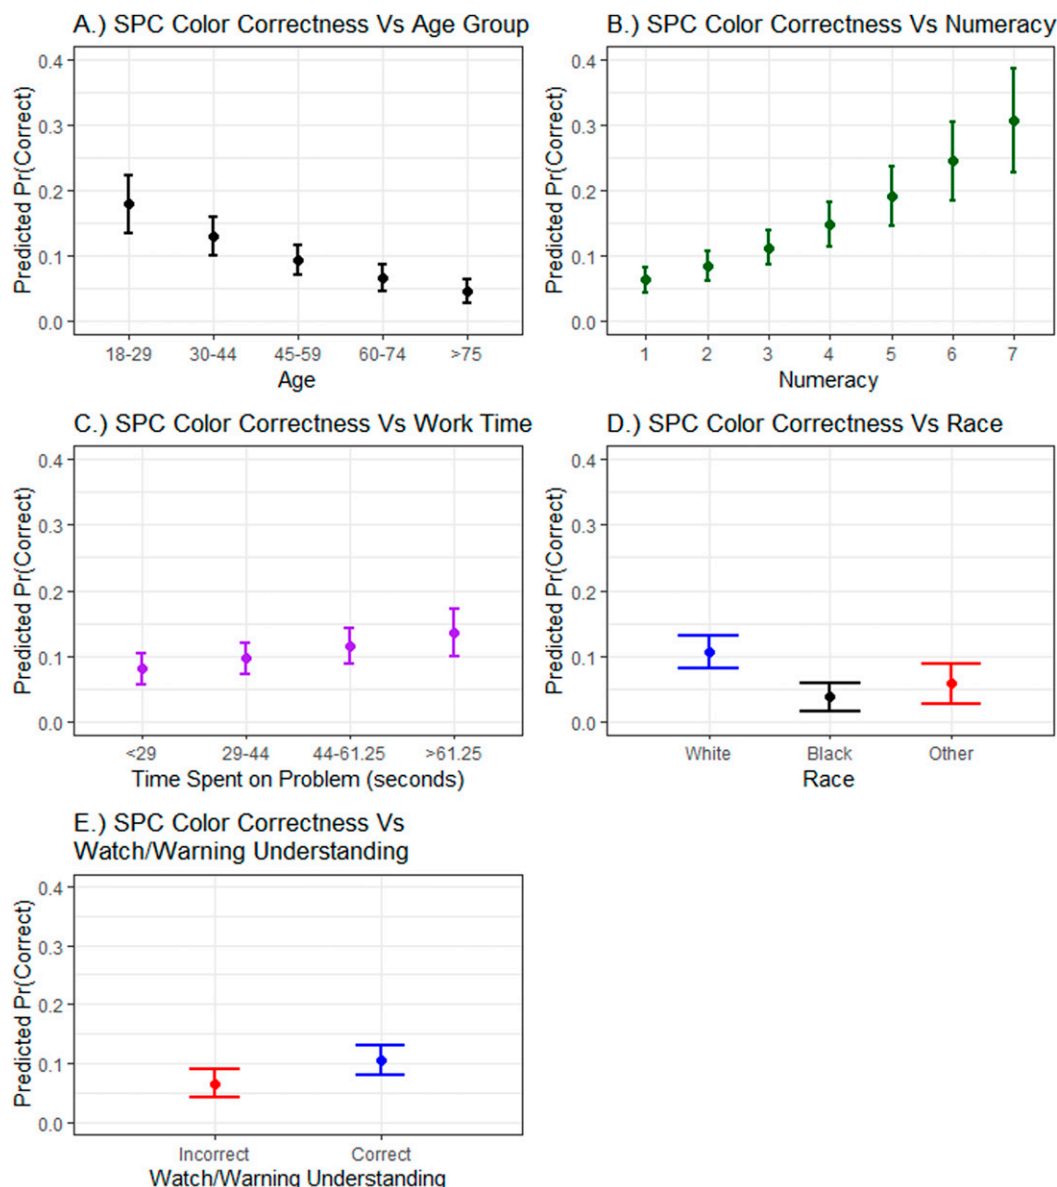 A.) SPC Color Correctness Vs Age Group
Predicted Pr(Correct)
0.4
0.3
0.2
0.1
0.0
18-29 30-44 45-59 60-74 >75
Age
B.) SPC Color Correctness Vs Numeracy
Predicted Pr(Correct)
0.4
0.3
0.2
0.1
0.0
1 2 3 4 5 6 7
Numeracy
C.) SPC Color Correctness Vs Work Time
Predicted Pr(Correct)
0.4
0.3
0.2
0.1
0.0
<29 29-44 44-61.25 >61.25
Time Spent on Problem (seconds)
D.) SPC Color Correctness Vs Race
Predicted Pr(Correct)
0.4
0.3
0.2
0.1
0.0
White Black Other
Race
E.) SPC Color Correctness Vs
Watch/Warning Understanding
Predicted Pr(Correct)
0.4
0.3
0.2
0.1
0.0
Incorrect Correct
Watch/Warning Understanding